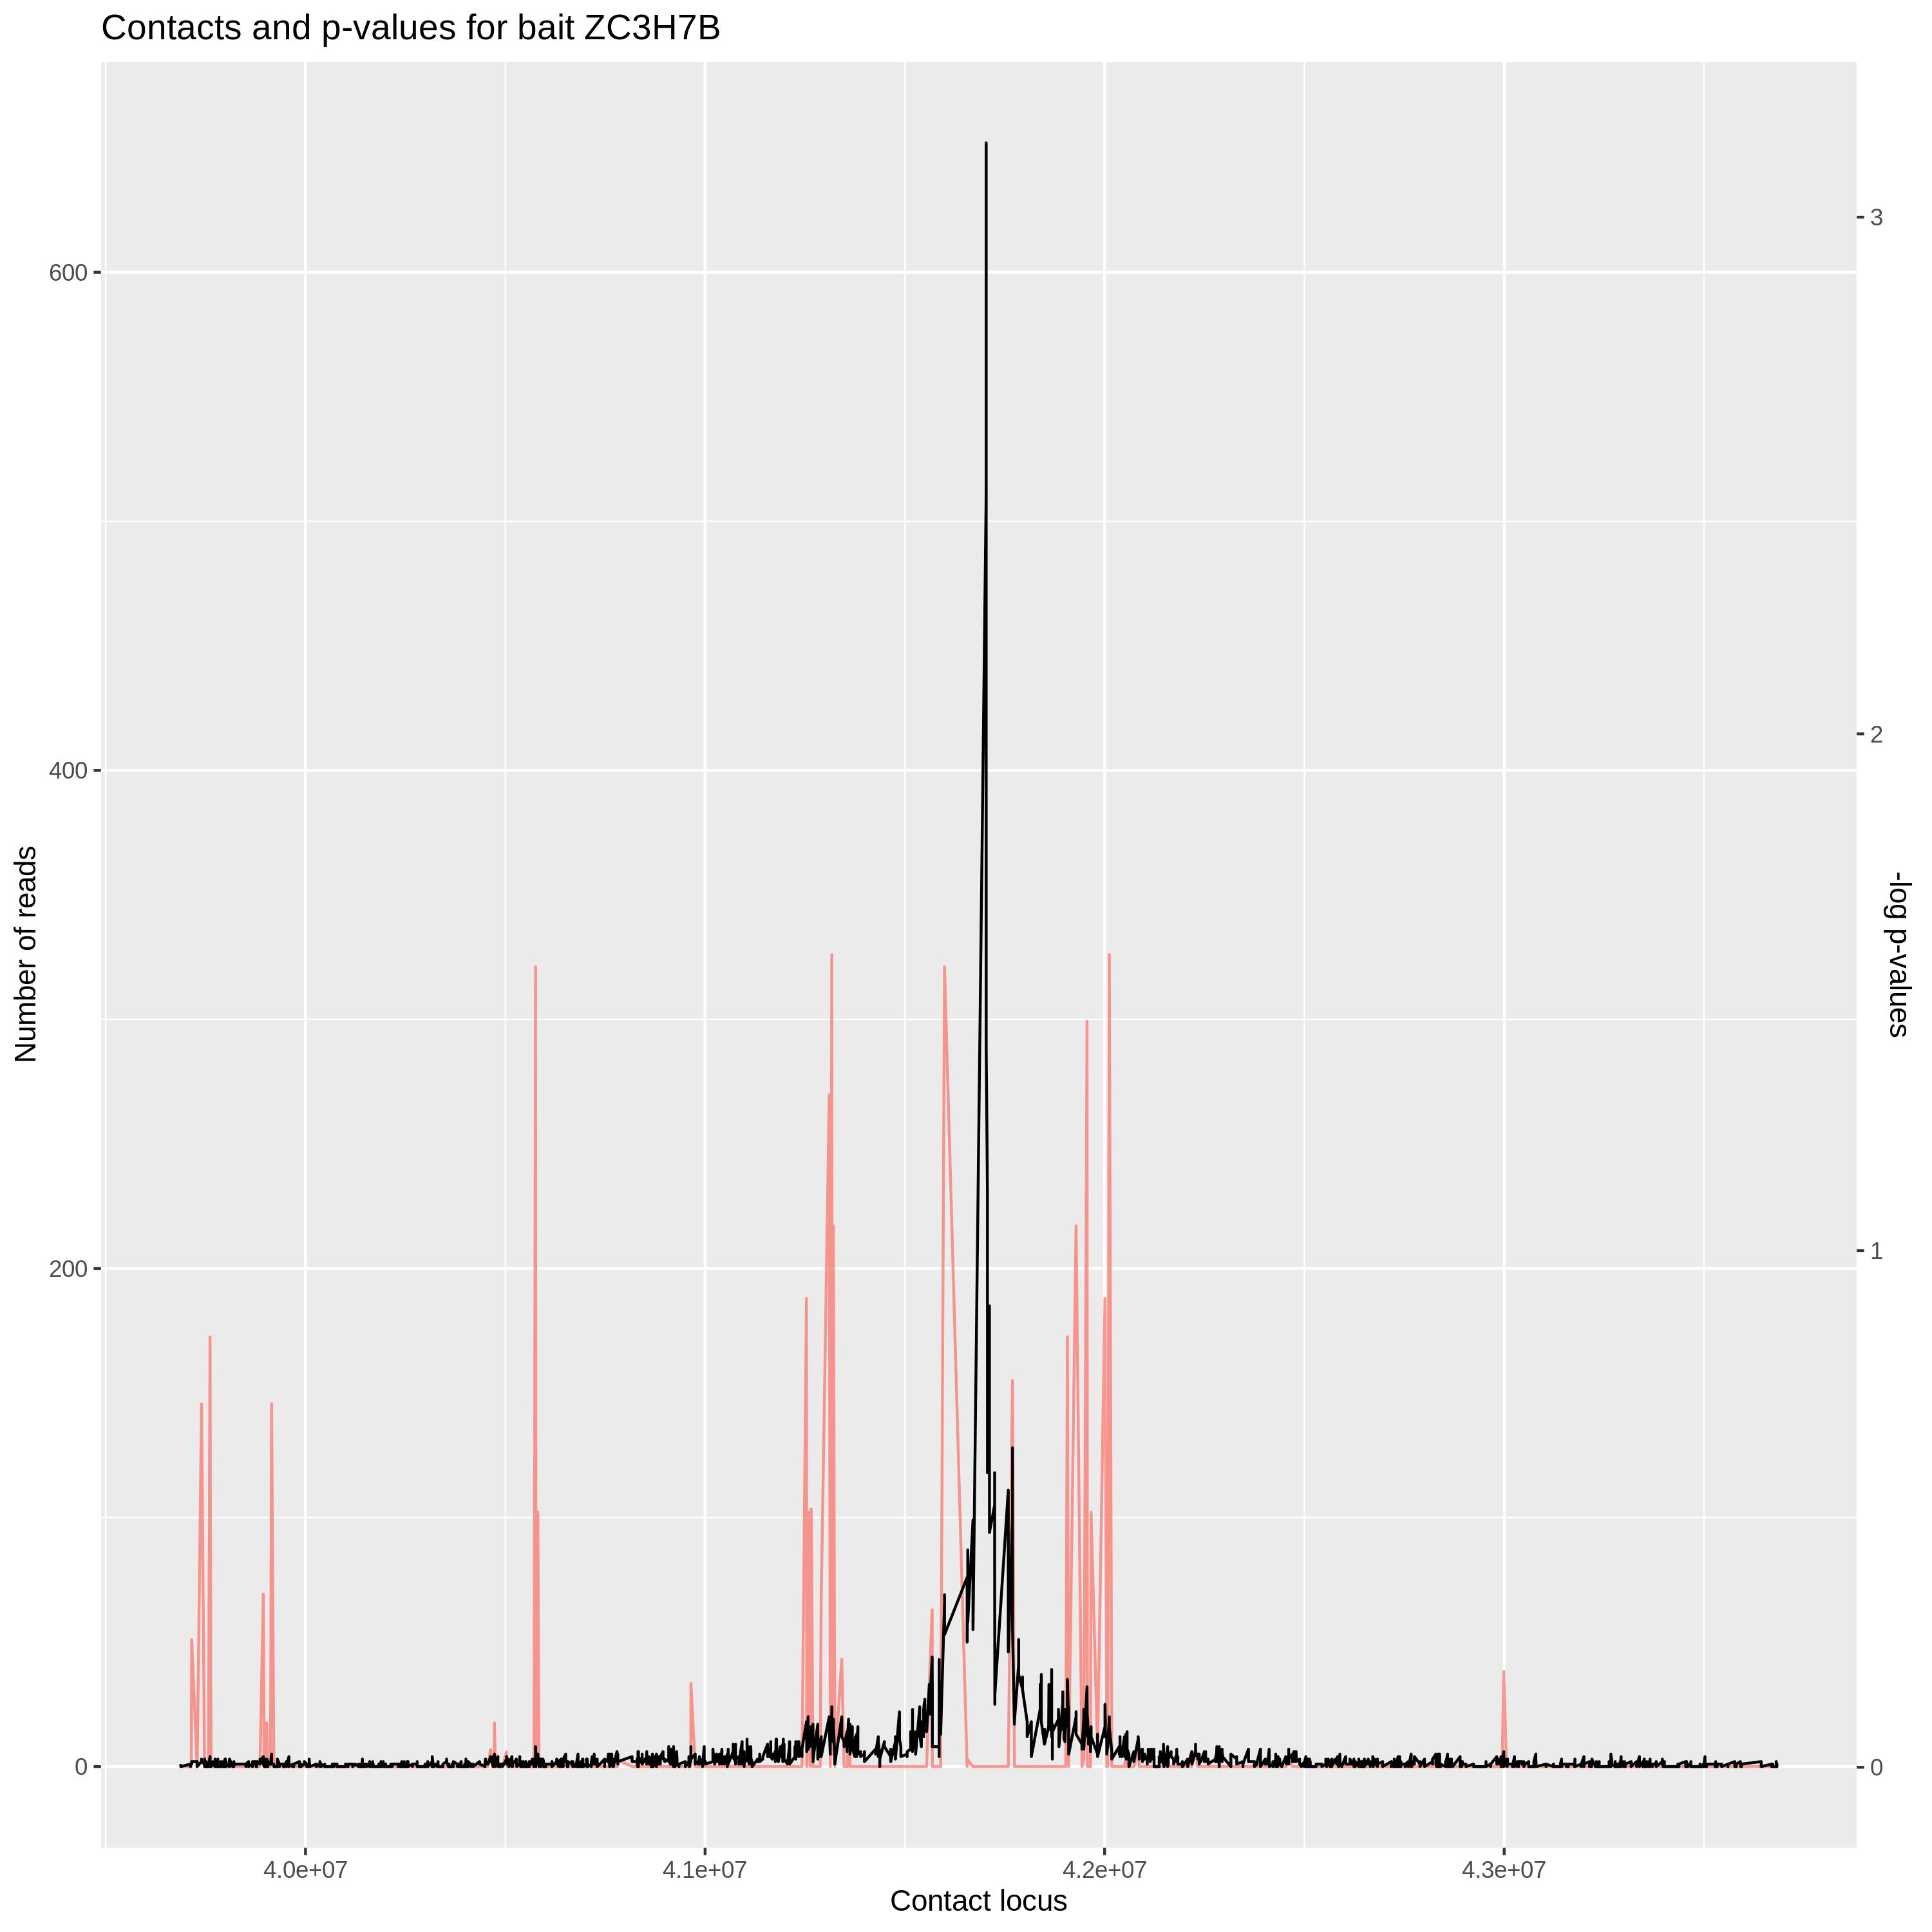 Contacts and p-values for bait ZC3H7B
600
400
200
0
3
2
1
0
Number of reads
-log p-values
4.0e+07
4.1e+07
4.2e+07
4.3e+07
Contact locus